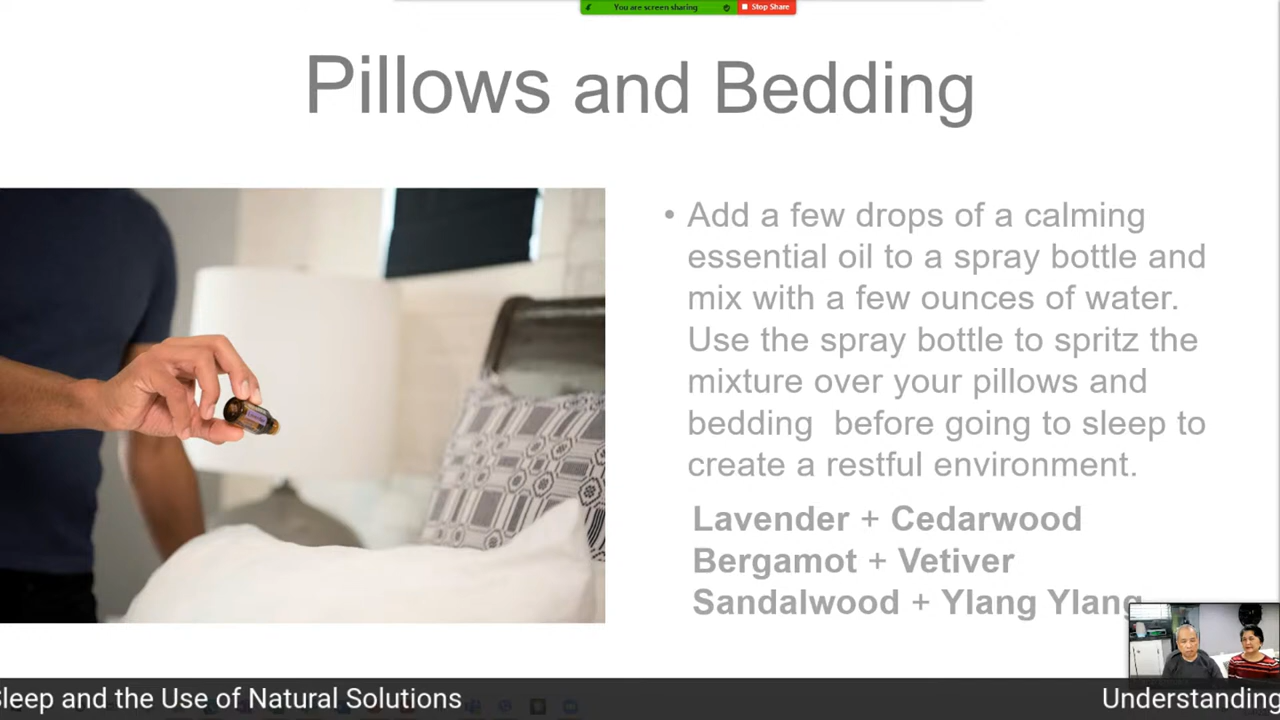 You are screen sharing Stop Share
Pillows and Bedding
• Add a few drops of a calming
essential oil to a spray bottle and
mix with a few ounces of water.
Use the spray bottle to spritz the
mixture over your pillows and
bedding  before going to sleep to
create a restful environment.
Lavender + Cedarwood
Bergamot + Vetiver
Sandalwood + Ylang Ylang
Sleep and the Use of Natural Solutions
Understanding